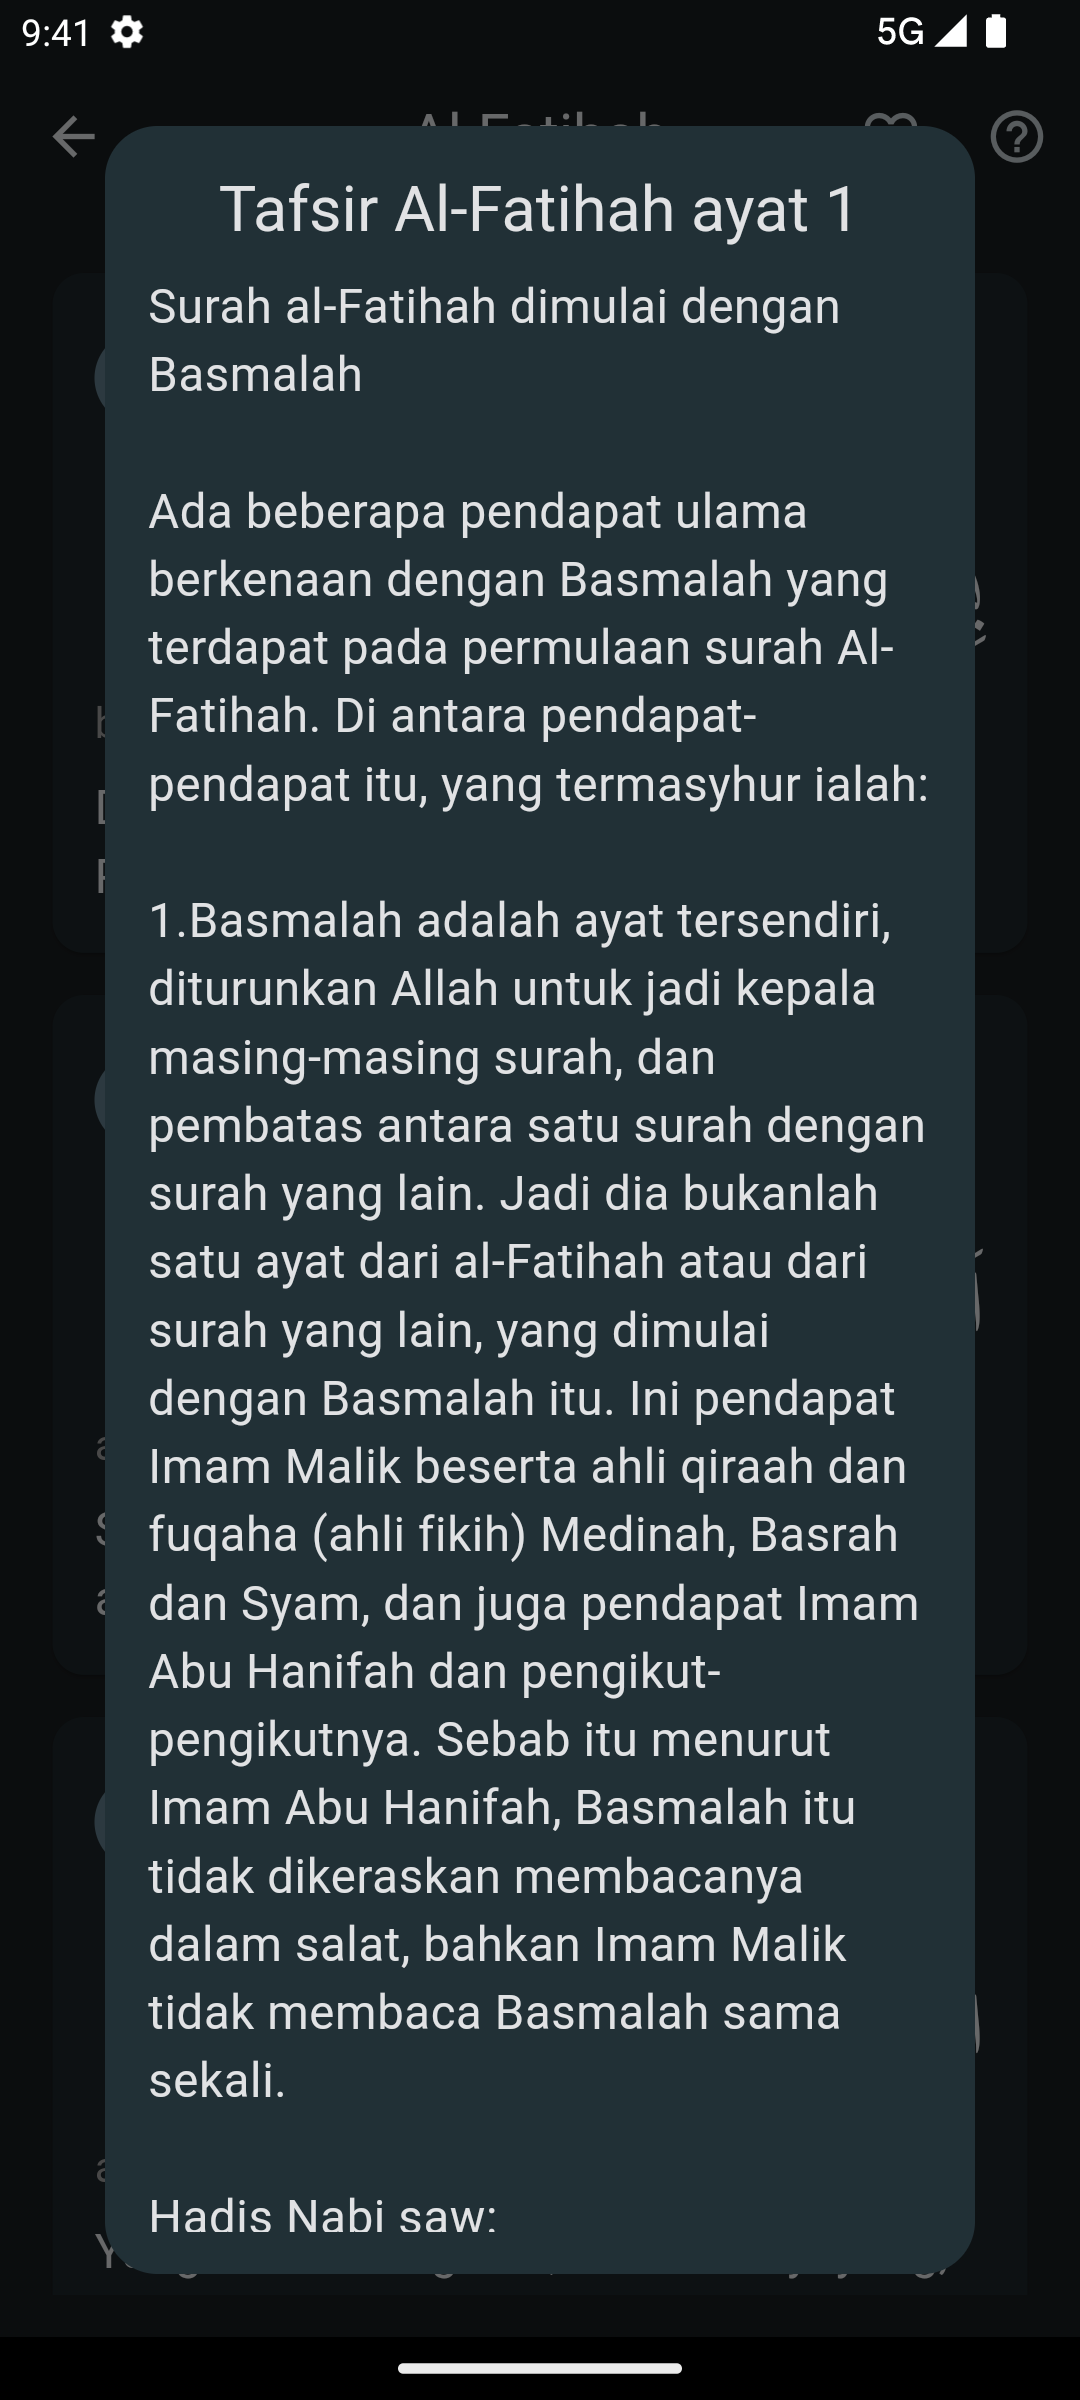 9:41
5G
Tafsir Al-Fatihah ayat 1
Surah al-Fatihah dimulai dengan
Basmalah
Ada beberapa pendapat ulama
berkenaan dengan Basmalah yang
terdapat pada permulaan surah Al-
Fatihah. Di antara pendapat-
pendapat itu, yang termasyhur ialah:
1.Basmalah adalah ayat tersendiri,
diturunkan Allah untuk jadi kepala
masing-masing surah, dan
pembatas antara satu surah dengan
surah yang lain. Jadi dia bukanlah
satu ayat dari al-Fatihah atau dari
surah yang lain, yang dimulai
dengan Basmalah itu. Ini pendapat
Imam Malik beserta ahli qiraah dan
fuqaha (ahli fikih) Medinah, Basrah
dan Syam, dan juga pendapat Imam
Abu Hanifah dan pengikut-
pengikutnya. Sebab itu menurut
Imam Abu Hanifah, Basmalah itu
tidak dikeraskan membacanya
dalam salat, bahkan Imam Malik
tidak membaca Basmalah sama
sekali.
Hadis Nabi saw: